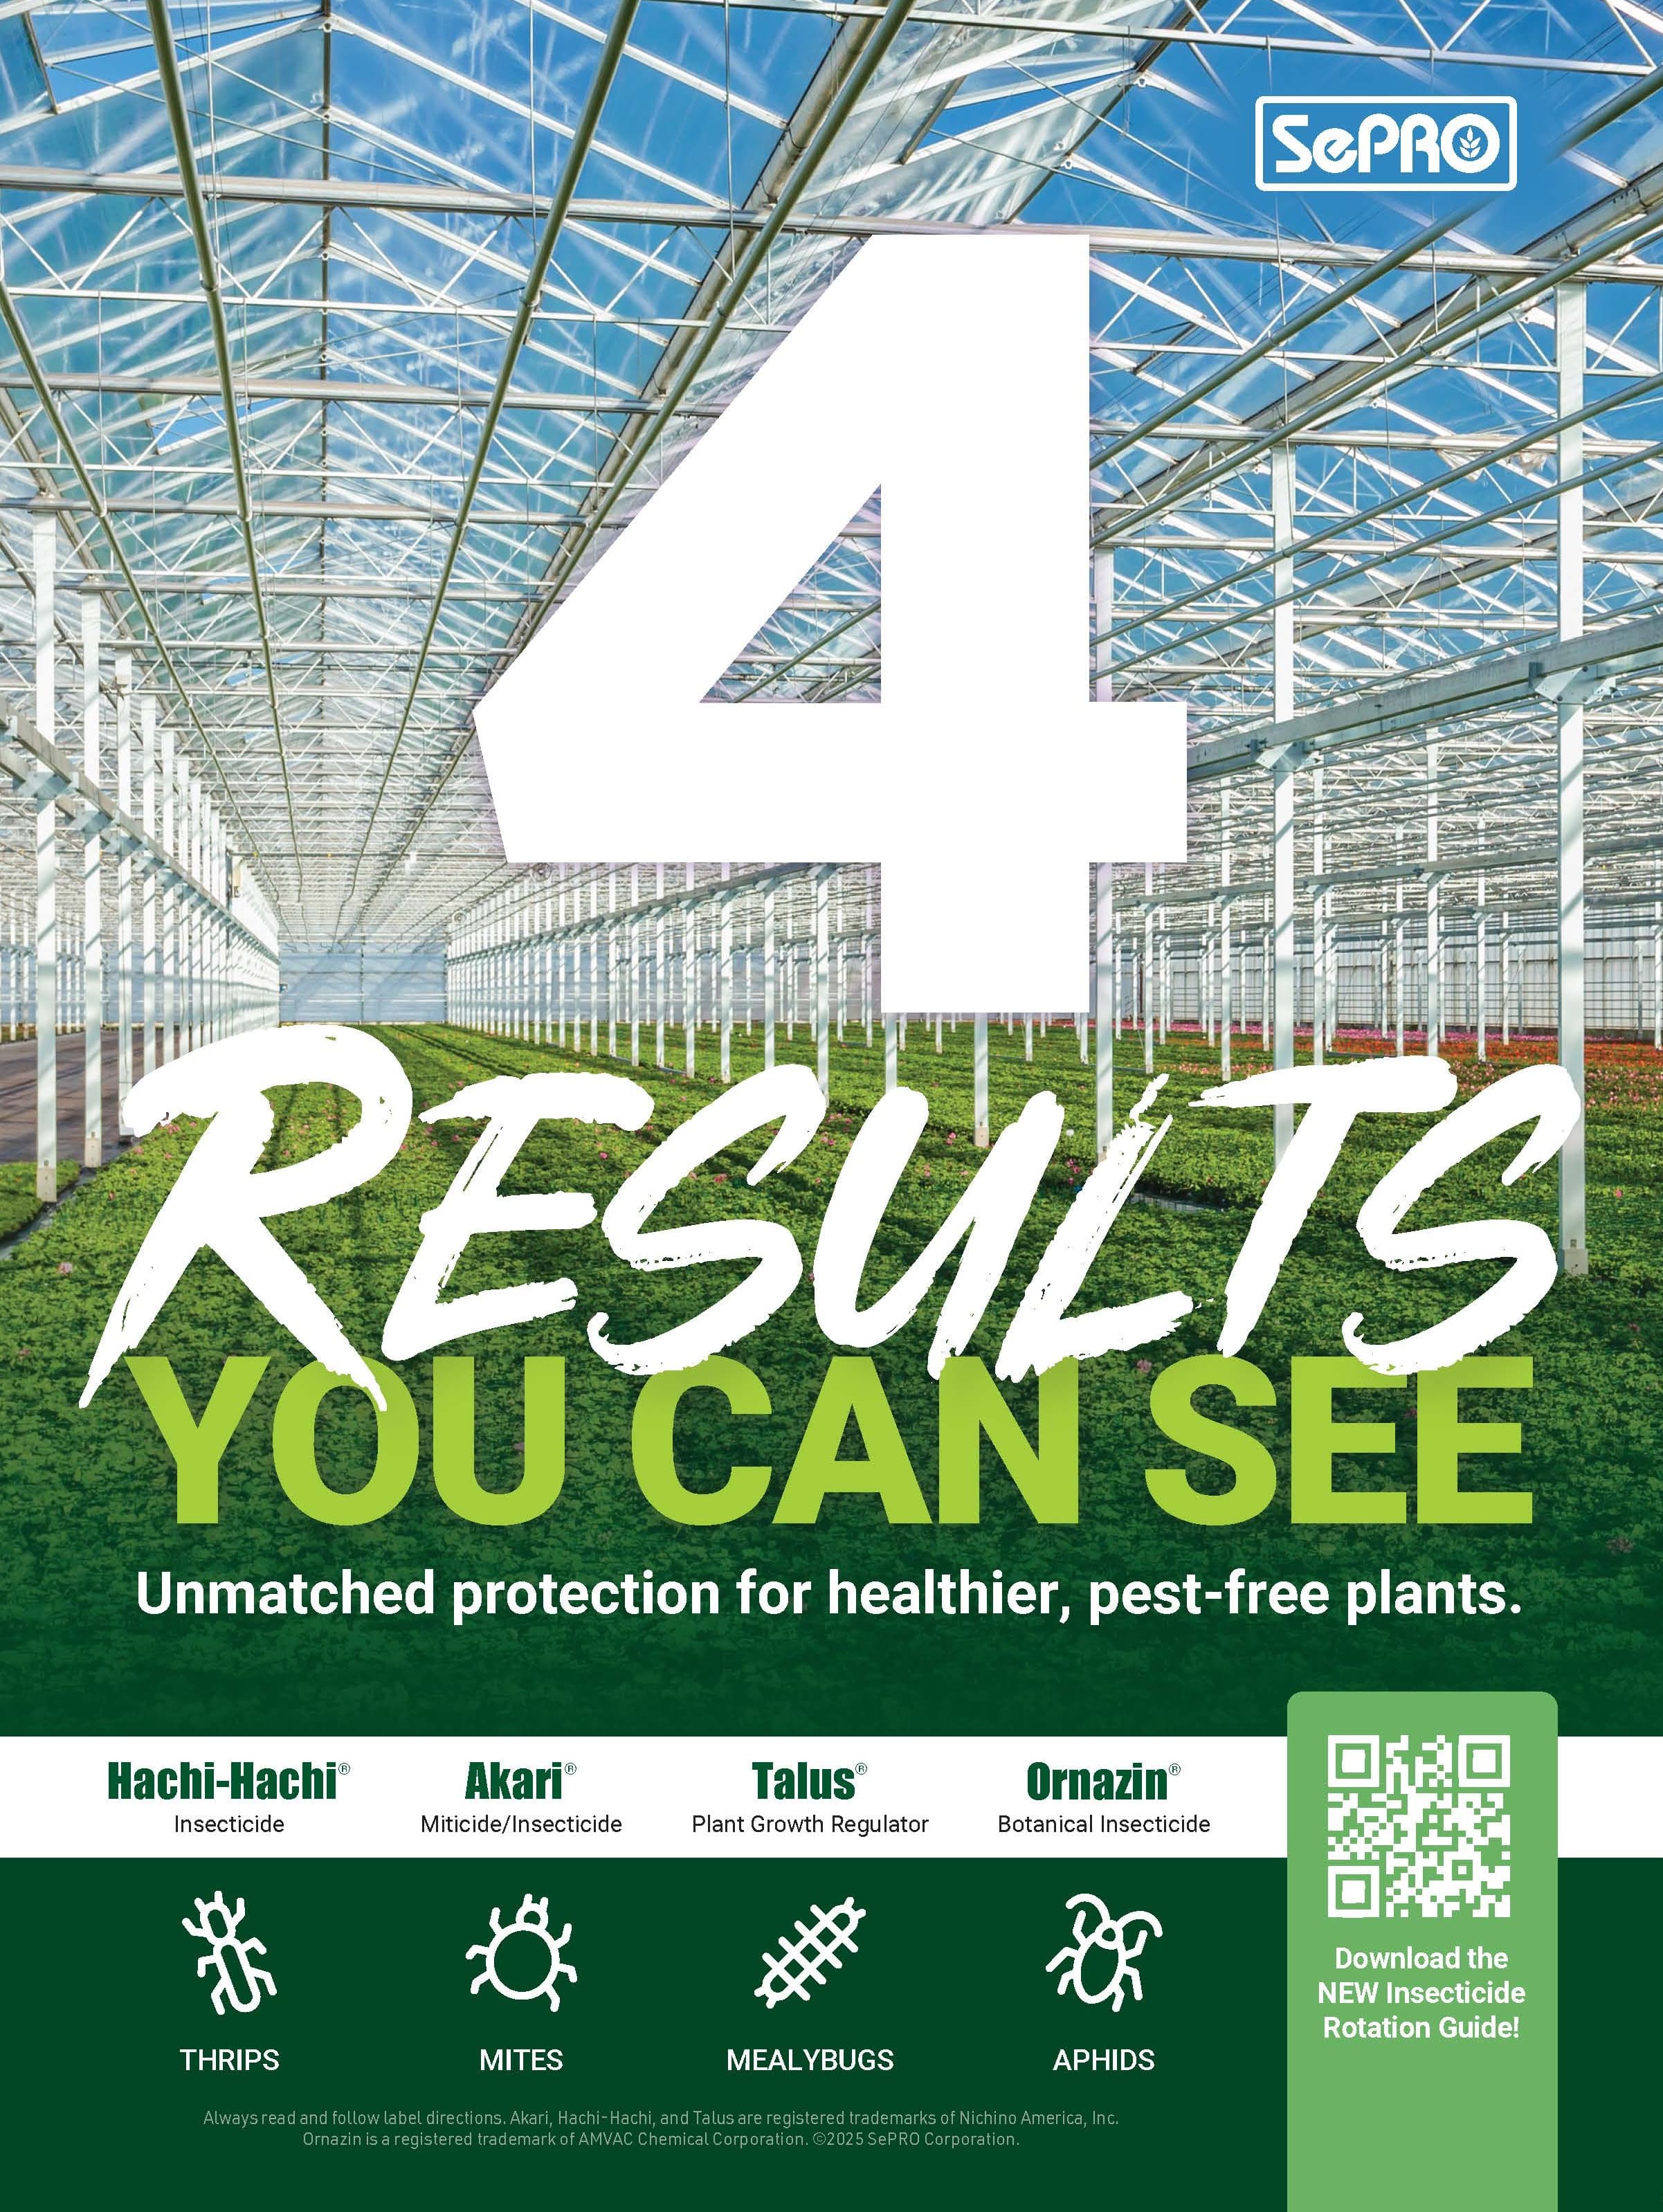 SePRO
4
RESULTS
YOU CAN SEE
Unmatched protection for healthier, pest-free plants.
Hachi-Hachi®
Insecticide
Akari®
Miticide/Insecticide
Talus®
Plant Growth Regulator
Ornazin®
Botanical Insecticide
THRIPS
MITES
MEALYBUGS
APHIDS
Download the
NEW Insecticide
Rotation Guide!
Always read and follow label directions. Akari, Hachi-Hachi, and Talus are registered trademarks of Nichino America, Inc.
Ornazin is a registered trademark of AMVAC Chemical Corporation. ©2025 SePRO Corporation.